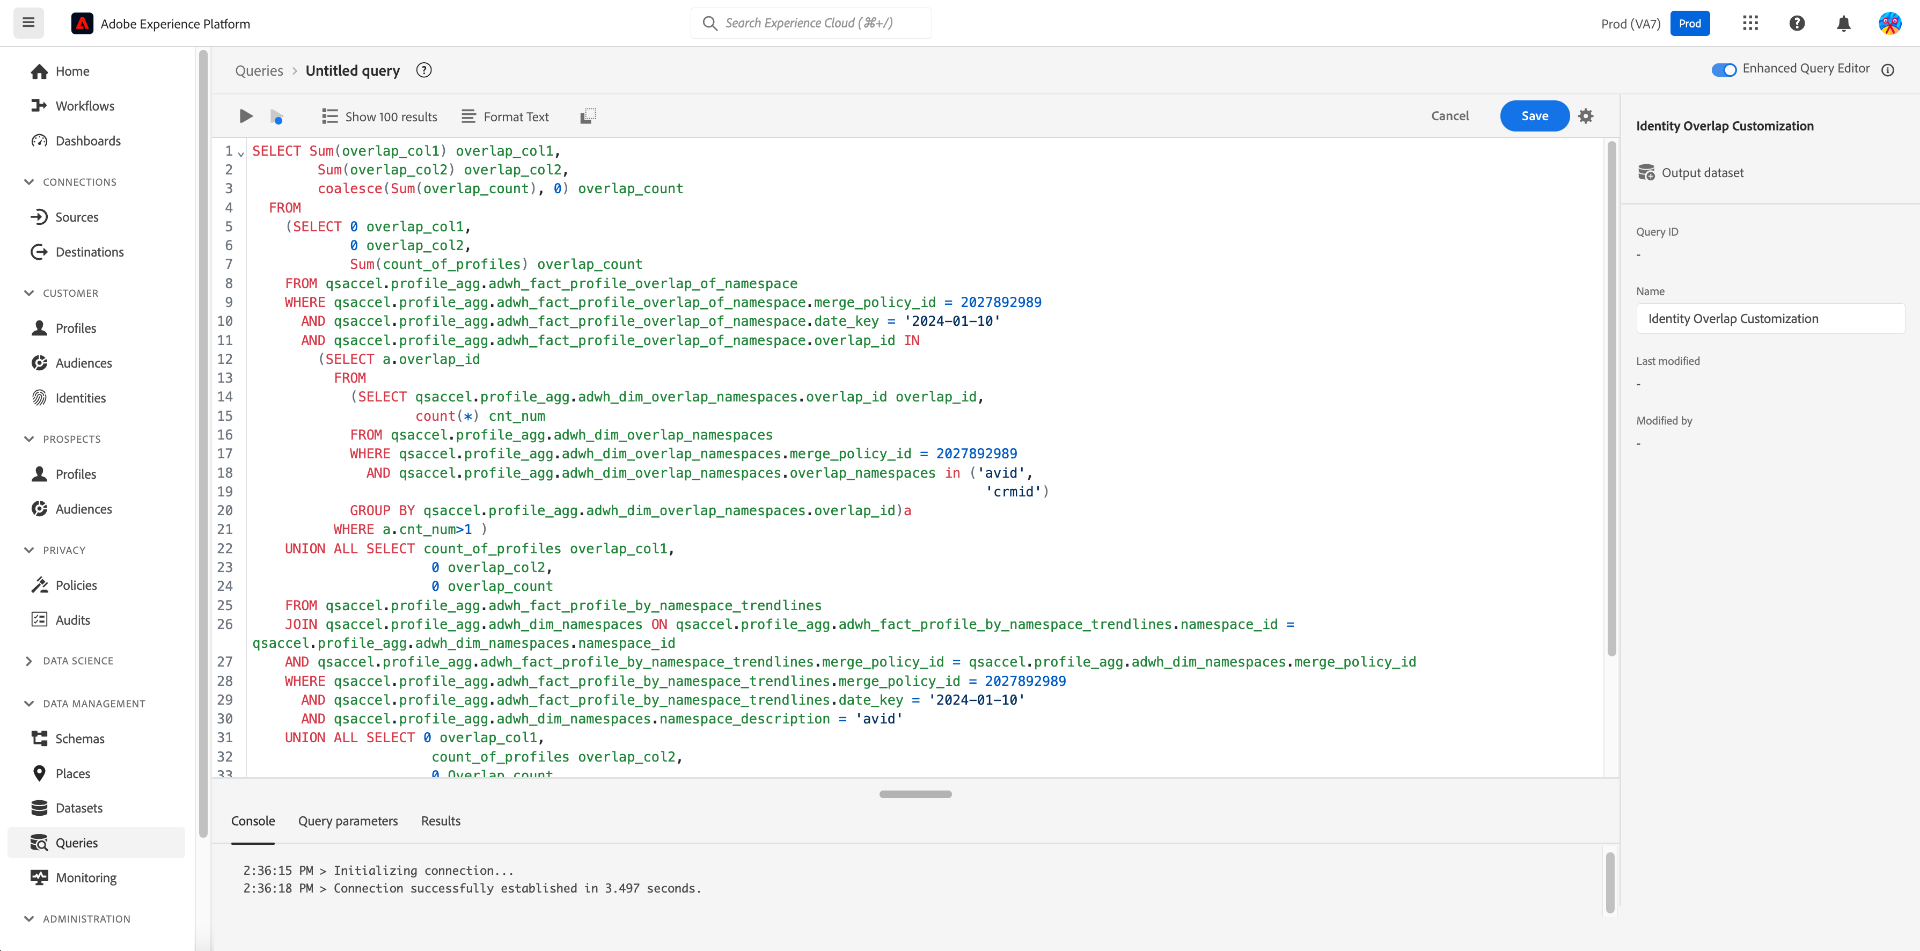 Adobe Experience Platform
Search Experience Cloud (⌘+/)
Prod (VA7)
Prod
Home
Workflows
Dashboards
CONNECTIONS
Sources
Destinations
CUSTOMER
Profiles
Audiences
Identities
PROSPECTS
Profiles
Audiences
PRIVACY
Policies
Audits
DATA SCIENCE
DATA MANAGEMENT
Schemas
Places
Datasets
Queries
Monitoring
ADMINISTRATION
Queries > Untitled query
Enhanced Query Editor
Show 100 results
Format Text
Cancel
Save
1 SELECT Sum(overlap_col1) overlap_col1,
2 Sum(overlap_col2) overlap_col2,
3 coalesce(Sum(overlap_count), 0) overlap_count
4 FROM
5 (SELECT 0 overlap_col1,
6 0 overlap_col2,
7 Sum(count_of_profiles) overlap_count
8 FROM qsaccel.profile_agg.adwh_fact_profile_overlap_of_namespace
9 WHERE qsaccel.profile_agg.adwh_fact_profile_overlap_of_namespace.merge_policy_id = 2027892989
10 AND qsaccel.profile_agg.adwh_fact_profile_overlap_of_namespace.date_key = '2024-01-10'
11 AND qsaccel.profile_agg.adwh_fact_profile_overlap_of_namespace.overlap_id IN
12 (SELECT a.overlap_id
13 FROM
14 (SELECT qsaccel.profile_agg.adwh_dim_overlap_namespaces.overlap_id overlap_id,
15 count(*) cnt_num
16 FROM qsaccel.profile_agg.adwh_dim_overlap_namespaces
17 WHERE qsaccel.profile_agg.adwh_dim_overlap_namespaces.merge_policy_id = 2027892989
18 AND qsaccel.profile_agg.adwh_dim_overlap_namespaces.overlap_namespaces in ('avid',
19 'crmid')
20 GROUP BY qsaccel.profile_agg.adwh_dim_overlap_namespaces.overlap_id)a
21 WHERE a.cnt_num>1 )
22 UNION ALL SELECT count_of_profiles overlap_col1,
23 0 overlap_col2,
24 0 overlap_count
25 FROM qsaccel.profile_agg.adwh_fact_profile_by_namespace_trendlines
26 JOIN qsaccel.profile_agg.adwh_dim_namespaces ON qsaccel.profile_agg.adwh_fact_profile_by_namespace_trendlines.namespace_id =
qsaccel.profile_agg.adwh_dim_namespaces.namespace_id
27 AND qsaccel.profile_agg.adwh_fact_profile_by_namespace_trendlines.merge_policy_id = qsaccel.profile_agg.adwh_dim_namespaces.merge_policy_id
28 WHERE qsaccel.profile_agg.adwh_fact_profile_by_namespace_trendlines.merge_policy_id = 2027892989
29 AND qsaccel.profile_agg.adwh_fact_profile_by_namespace_trendlines.date_key = '2024-01-10'
30 AND qsaccel.profile_agg.adwh_dim_namespaces.namespace_description = 'avid'
31 UNION ALL SELECT 0 overlap_col1,
32 count_of_profiles overlap_col2,
33 0 Overlap_count
Console
Query parameters
Results
2:36:15 PM > Initializing connection...
2:36:18 PM > Connection successfully established in 3.497 seconds.
Identity Overlap Customization
Output dataset
Query ID
-
Name
Identity Overlap Customization
Last modified
-
Modified by
-